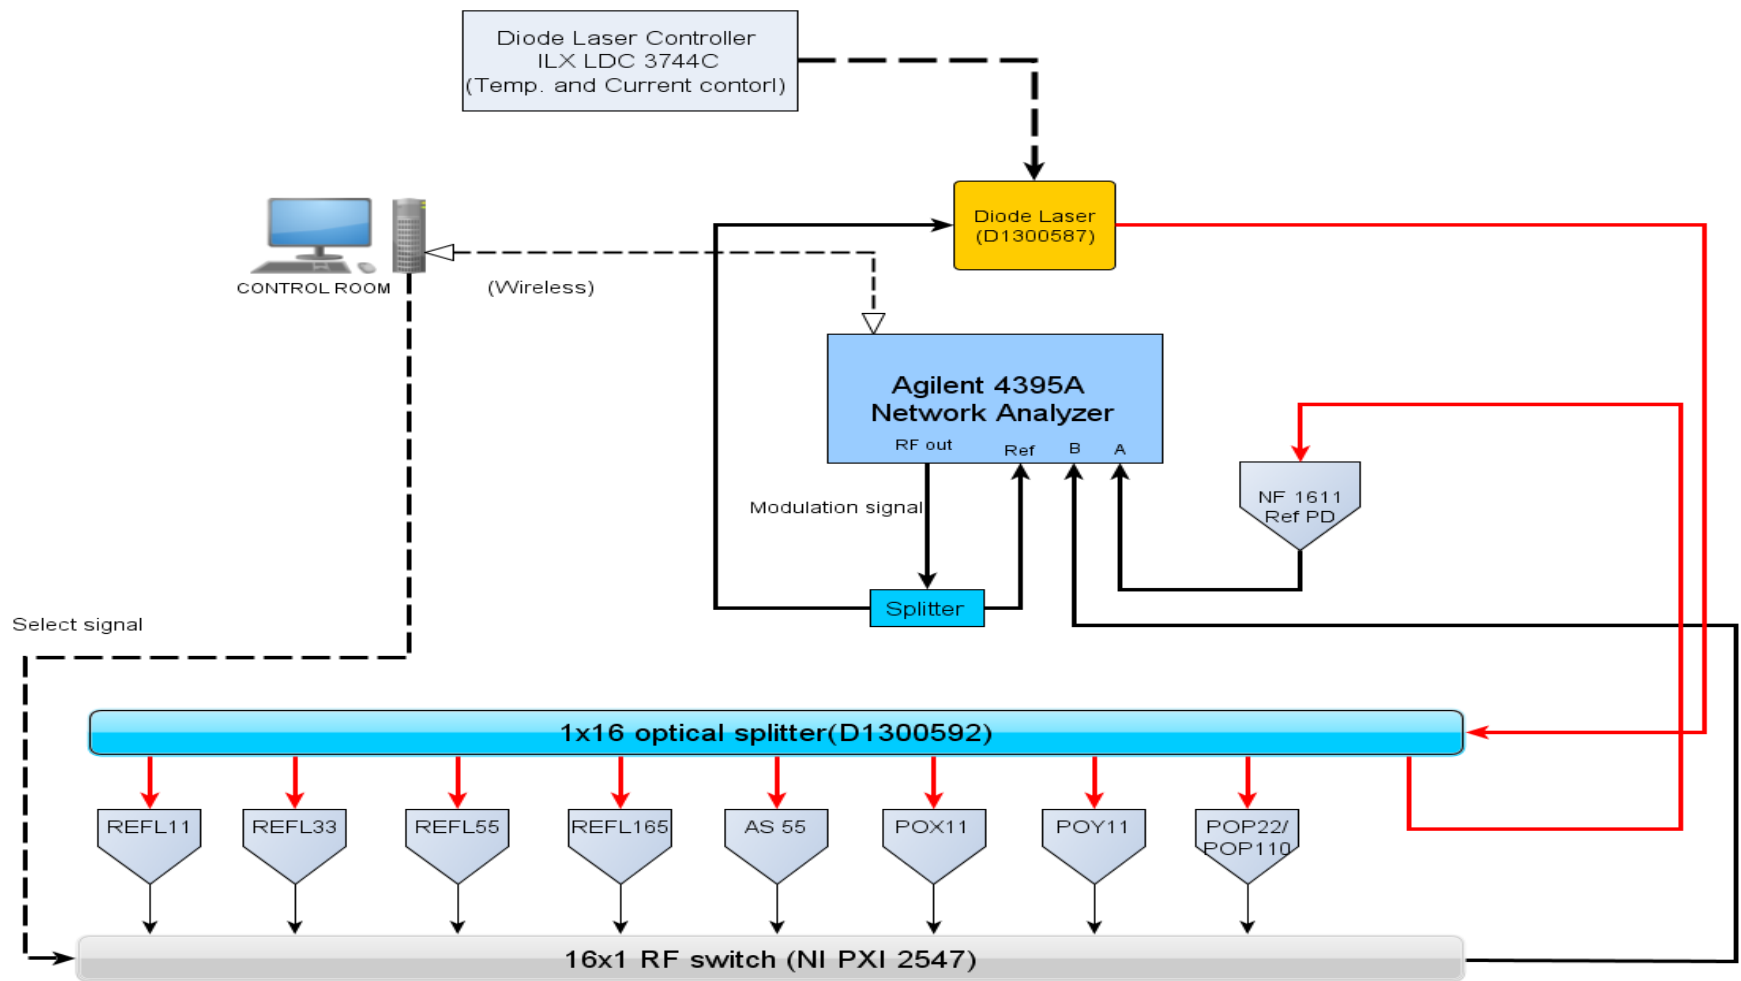 Diode Laser Controller
ILX LDC 3744C
(Temp. and Current contorl)
Diode Laser
(D1300587)
CONTROL ROOM
(Wireless)
Agilent 4395A
Network Analyzer
RF out
Ref
B
A
Modulation signal
NF 1611
Ref PD
Splitter
Select signal
1x16 optical splitter(D1300592)
REFL11
REFL33
REFL55
REFL165
AS 55
POX11
POY11
POP22/
POP110
16x1 RF switch (NI PXI 2547)